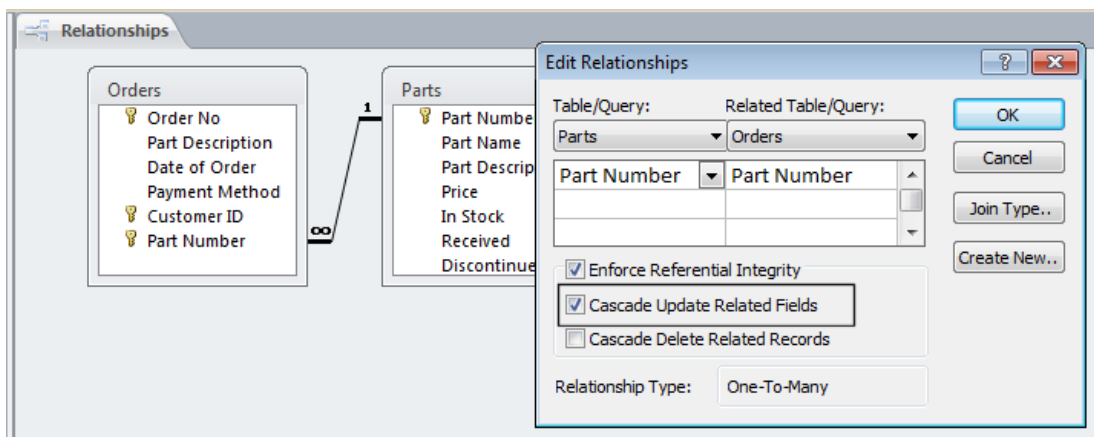 Relationships
Orders
Order No
Part Description
Date of Order
Payment Method
Customer ID
Part Number
∞
1
Parts
Part Numbe
Part Name
Part Descrip
Price
In Stock
Received
Discontinue
Edit Relationships
?
Table/Query: Related Table/Query:
Parts Orders
Part Number Part Number
Enforce Referential Integrity
Cascade Update Related Fields
Cascade Delete Related Records
Relationship Type: One-To-Many
OK
Cancel
Join Type..
Create New..